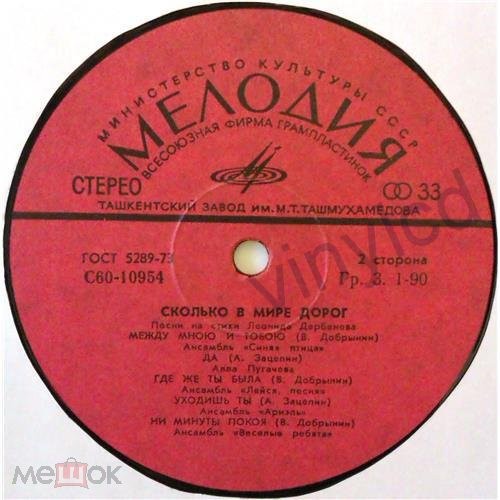 МИНИСТЕРСТВО КУЛЬТУРЫ СССР
МЕЛОДИЯ
ВСЕСОЮЗНАЯ ФИРМА ГРАМПЛАСТИНОК
СТЕРЕО
33
ТАШКЕНТСКИЙ ЗАВОД ИМ. М.Т. ТАШМУХАМЕДОВА
ГОСТ 5289-73
2 сторона
С60-10954
Гр. 3. 1-90
СКОЛЬКО В МИРЕ ДОРОГ
Песни на стихи Леонида Дербенева
МЕЖДУ МНОЮ И ТОБОЮ (В. Добрынин)
Ансамбль «Синяя птица»
ДА (А. Зацепин)
Алла Пугачова
ГДЕ ЖЕ ТЫ БЫЛА (В. Добрынин)
Ансамбль «Лейся, песня»
УХОДИШЬ ТЫ (А. Зацепин)
Ансамбль «Ариэль»
НИ МИНУТЫ ПОКОЯ (В. Добрынин)
Ансамбль «Веселые ребята»
vinylcd
Мешок